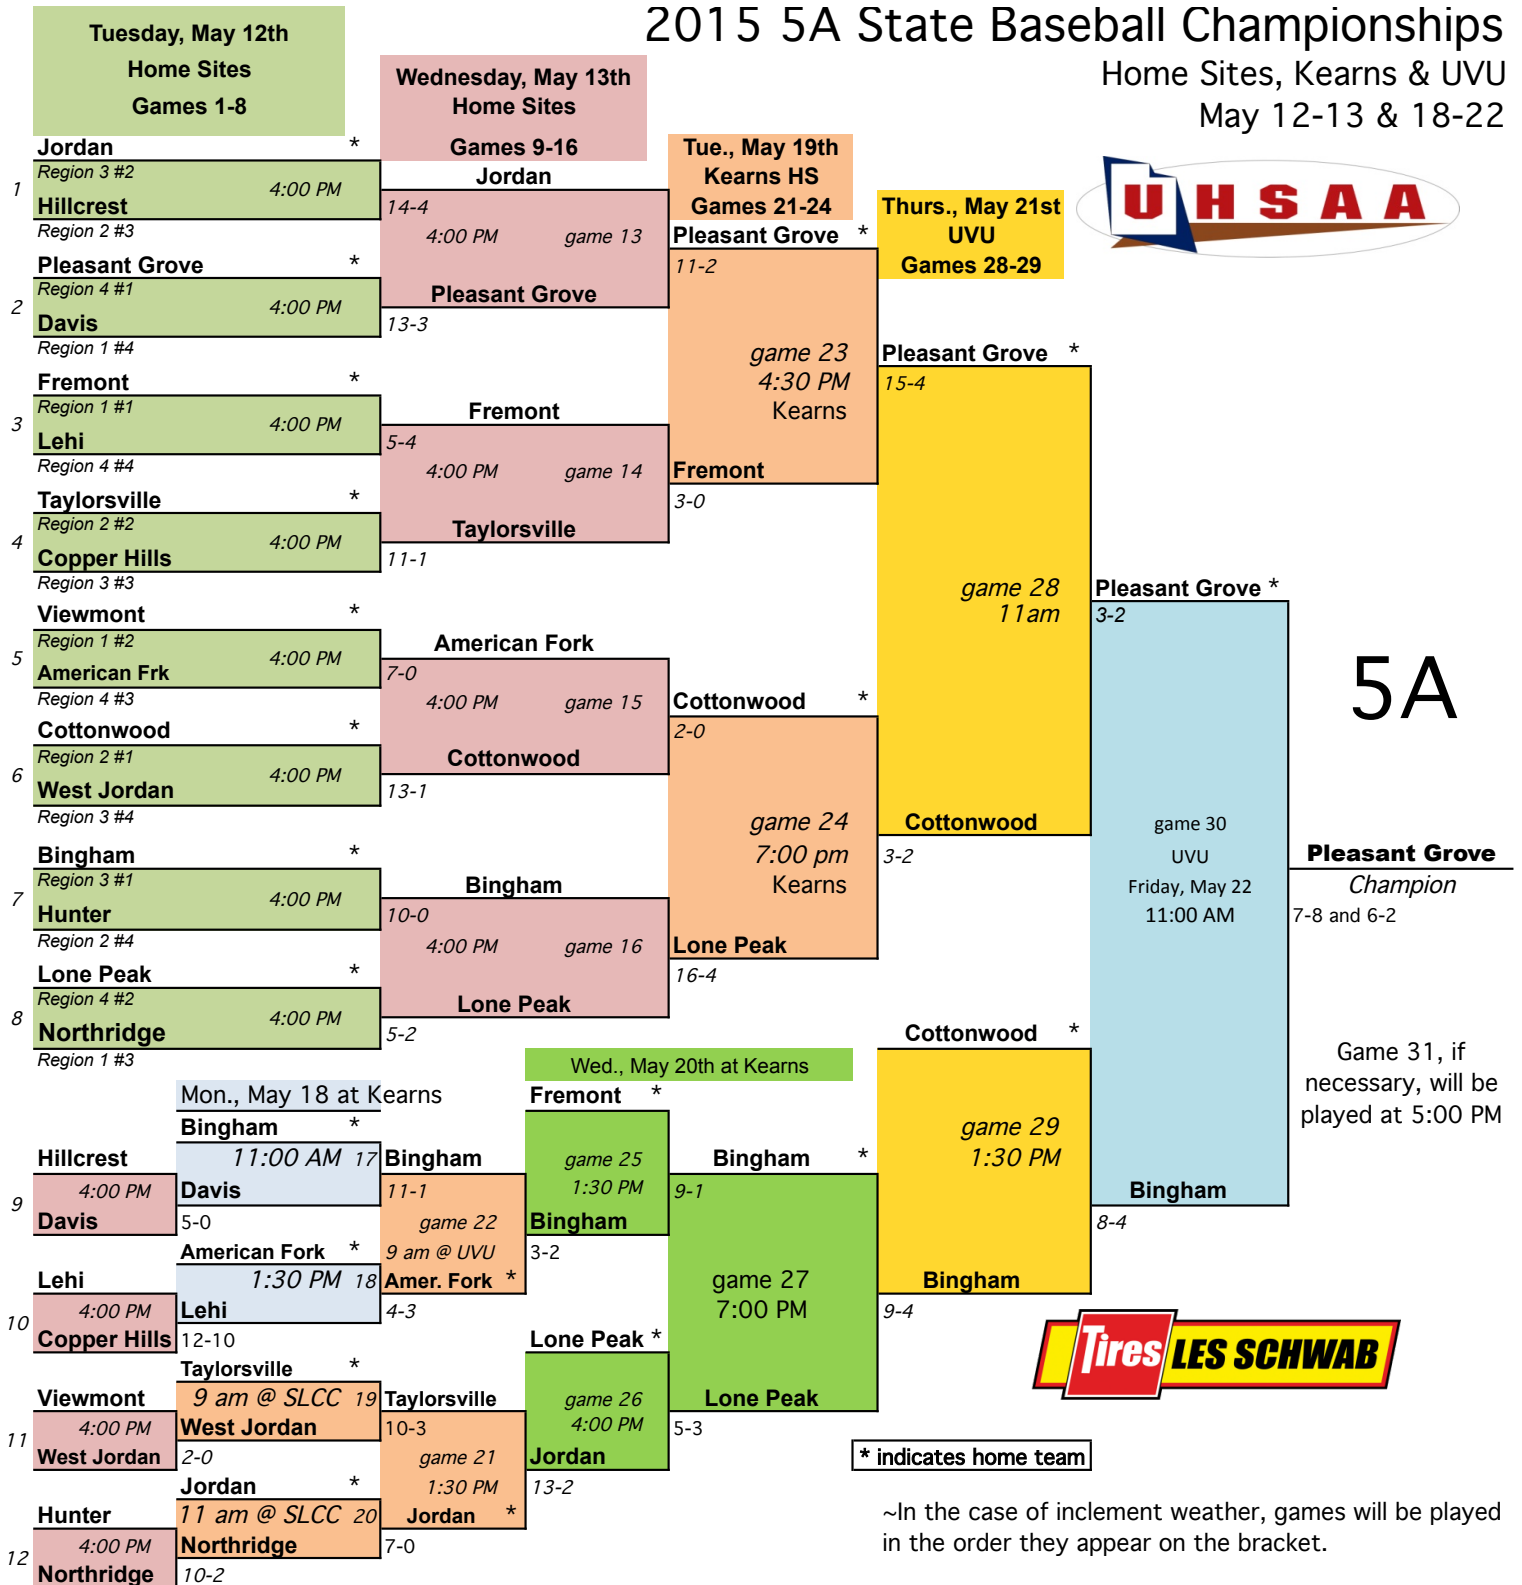 2015 5A State Baseball Championships
Home Sites, Kearns & UVU
May 12-13 & 18-22
UHSAA
5A
Tuesday, May 12th
Home Sites
Games 1-8
Jordan *
Region 3 #2
1 4:00 PM
Hillcrest
Region 2 #3
Pleasant Grove *
Region 4 #1
2 4:00 PM
Davis
Region 1 #4
Fremont *
Region 1 #1
3 4:00 PM
Lehi
Region 4 #4
Taylorsville *
Region 2 #2
4 4:00 PM
Copper Hills
Region 3 #3
Viewmont *
Region 1 #2
5 4:00 PM
American Frk
Region 4 #3
Cottonwood *
Region 2 #1
6 4:00 PM
West Jordan
Region 3 #4
Bingham *
Region 3 #1
7 4:00 PM
Hunter
Region 2 #4
Lone Peak *
Region 4 #2
8 4:00 PM
Northridge
Region 1 #3
Wednesday, May 13th
Home Sites
Games 9-16
Jordan
14-4
4:00 PM game 13
Pleasant Grove
13-3
Fremont
5-4
4:00 PM game 14
Taylorsville
11-1
American Fork
7-0
4:00 PM game 15
Cottonwood
13-1
Bingham
10-0
4:00 PM game 16
Lone Peak
5-2
Tue., May 19th
Kearns HS
Games 21-24
Pleasant Grove *
11-2
game 23
4:30 PM
Kearns
Fremont
3-0
Cottonwood *
2-0
game 24
7:00 pm
Kearns
Lone Peak
16-4
Thurs., May 21st
UVU
Games 28-29
Pleasant Grove *
15-4
game 28
11am
Cottonwood
3-2
Cottonwood *
game 29
1:30 PM
Bingham
9-4
Pleasant Grove *
3-2
game 30
UVU
Friday, May 22
11:00 AM
Bingham
8-4
Pleasant Grove
Champion
7-8 and 6-2
Game 31, if
necessary, will be
played at 5:00 PM
Hillcrest
9 4:00 PM
Davis
Lehi
10 4:00 PM
Copper Hills
Viewmont
11 4:00 PM
West Jordan
Hunter
12 4:00 PM
Northridge
Mon., May 18 at Kearns
Bingham *
11:00 AM 17
Davis
5-0
American Fork *
1:30 PM 18
Lehi
12-10
Taylorsville *
9 am @ SLCC 19
West Jordan
2-0
Jordan *
11 am @ SLCC 20
Northridge
10-2
Bingham
11-1
game 22
9 am @ UVU
Amer. Fork *
4-3
Taylorsville
10-3
game 21
1:30 PM
Jordan *
7-0
Wed., May 20th at Kearns
Fremont *
game 25
1:30 PM
Bingham
3-2
Lone Peak *
game 26
4:00 PM
Jordan
13-2
Bingham *
9-1
game 27
7:00 PM
Lone Peak
5-3
Tires LES SCHWAB
* indicates home team
~In the case of inclement weather, games will be played
in the order they appear on the bracket.